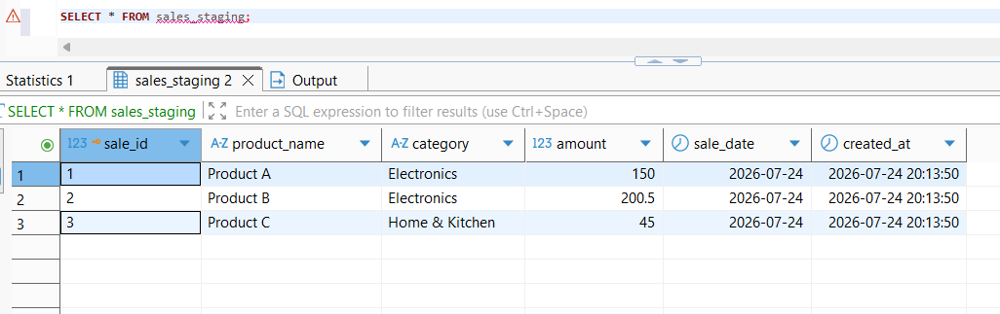 SELECT * FROM sales_staging;
Statistics 1 sales_staging 2 Output
SELECT * FROM sales_staging Enter a SQL expression to filter results (use Ctrl+Space)
123 sale_id A-Z product_name A-Z category 123 amount sale_date created_at
1 1 Product A Electronics 150 2026-07-24 2026-07-24 20:13:50
2 2 Product B Electronics 200.5 2026-07-24 2026-07-24 20:13:50
3 3 Product C Home & Kitchen 45 2026-07-24 2026-07-24 20:13:50